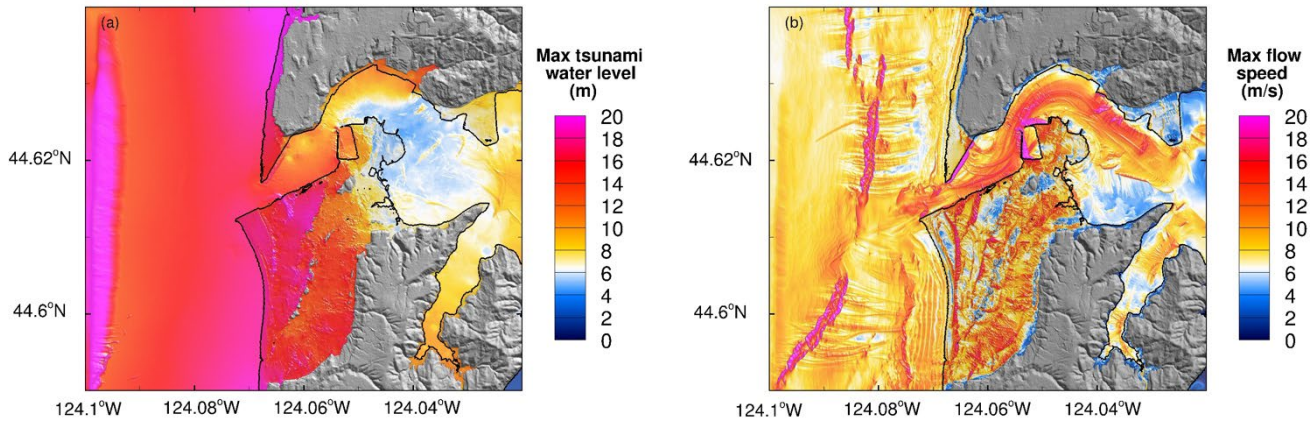 (a)
Max tsunami
water level
(m)
20
18
16
14
12
10
8
6
4
2
0
44.62°N
44.6°N
124.1°W
124.08°W
124.06°W
124.04°W
(b)
Max flow
speed
(m/s)
20
18
16
14
12
10
8
6
4
2
0
44.62°N
44.6°N
124.1°W
124.08°W
124.06°W
124.04°W